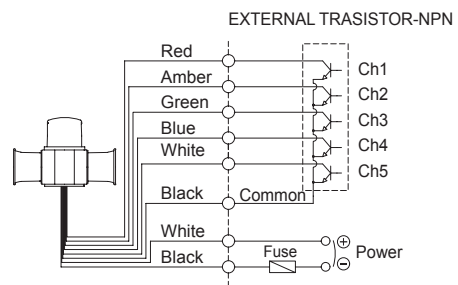 EXTERNAL TRASISTOR-NPN
Red
Ch1
Amber
Ch2
Green
Ch3
Blue
Ch4
White
Ch5
Black
Common
White
⊕
Fuse
Power
Black
⊖